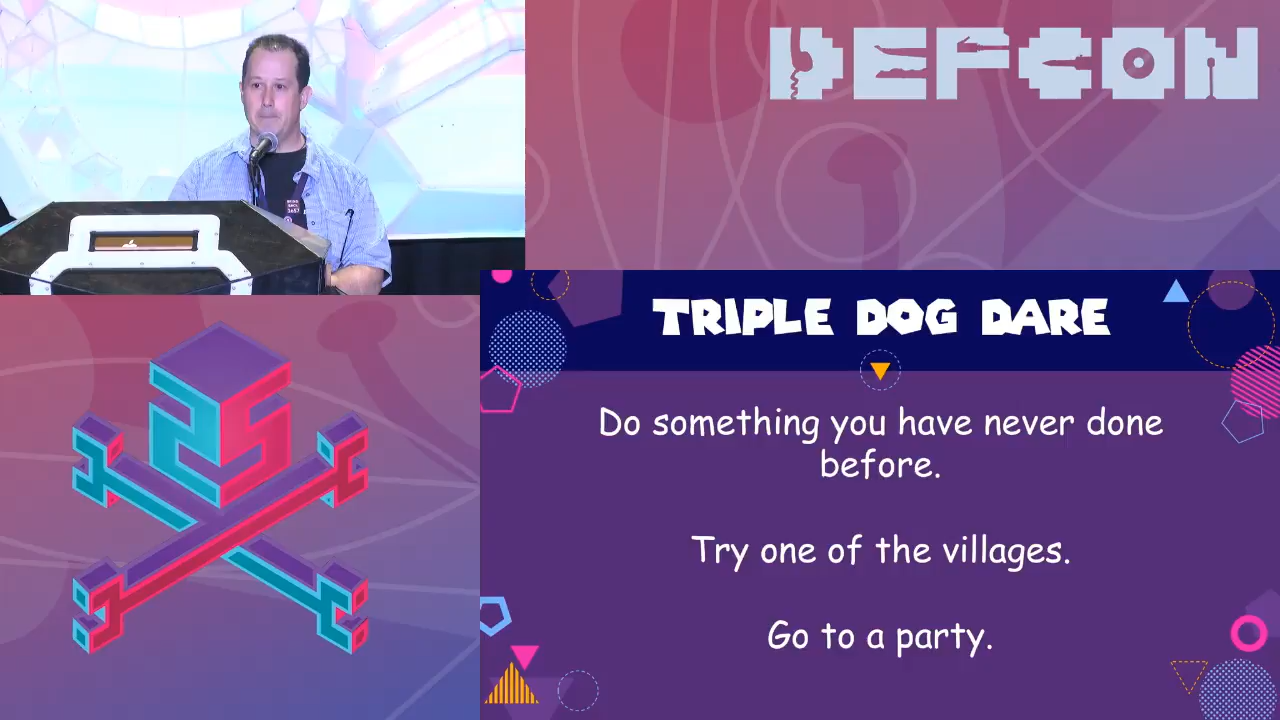 DEFCON
TRIPLE DOG DARE
Do something you have never done
before.
Try one of the villages.
Go to a party.